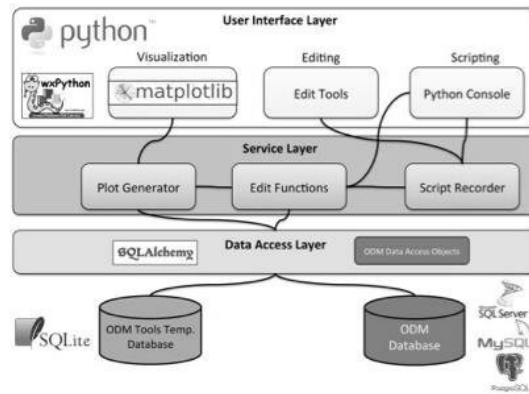 python™
User Interface Layer
Visualization
Editing
Scripting
wxPython
matplotlib
Edit Tools
Python Console
Service Layer
Plot Generator
Edit Functions
Script Recorder
Data Access Layer
SQLAlchemy
ODM Data Access Objects
SQLite
ODM Tools Temp.
Database
ODM
Database
SQL Server
MySQL
PostgreSQL